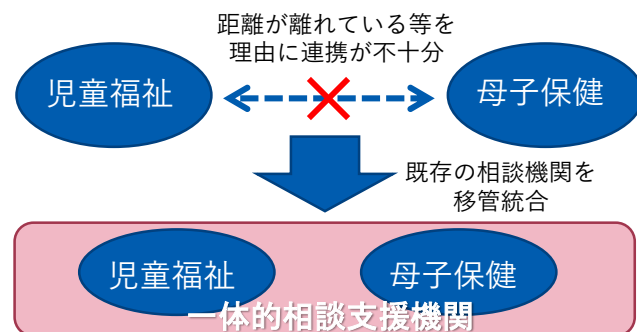 距離が離れている等を
理由に連携が不十分
児童福祉
母子保健
既存の相談機関を
移管統合
児童福祉
母子保健
一体的相談支援機関